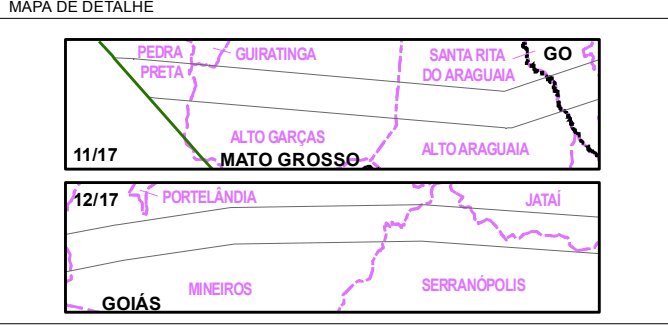 MAPA DE DETALHE
PEDRA PRETA
GUIRATINGA
SANTA RITA DO ARAGUAIA
GO
ALTO GARÇAS
ALTO ARAGUAIA
11/17
MATO GROSSO
12/17
PORTELÂNDIA
JATAÍ
MINEIROS
SERRANÓPOLIS
GOIÁS